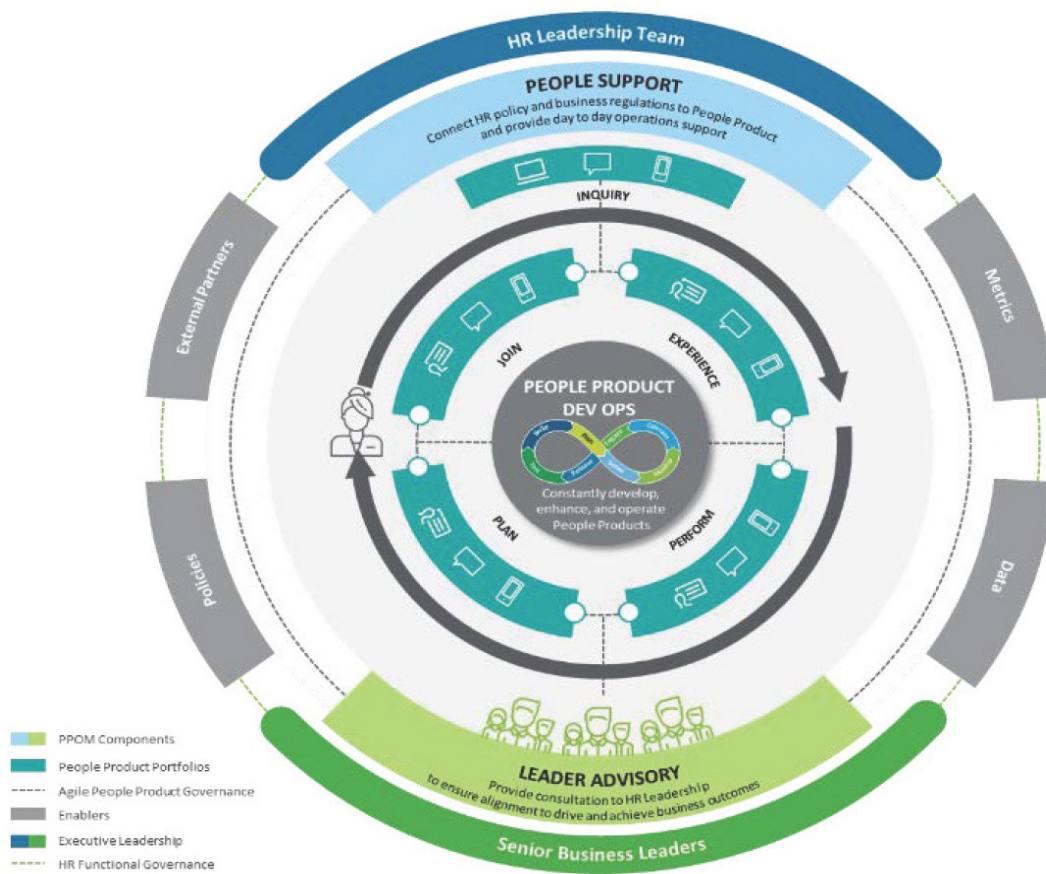 HR Leadership Team
PEOPLE SUPPORT
Connect HR policy and business regulations to People Product
and provide day to day operations support
INQUIRY
External Partners
Metrics
JOIN
EXPERIENCE
PEOPLE PRODUCT
DEV OPS
Constantly develop,
enhance, and operate
People Products
PLAN
PERFORM
Policies
Data
LEADER ADVISORY
Provide consultation to HR Leadership
to ensure alignment to drive and achieve business outcomes
Senior Business Leaders
PPOM Components
People Product Portfolios
Agile People Product Governance
Enablers
Executive Leadership
HR Functional Governance